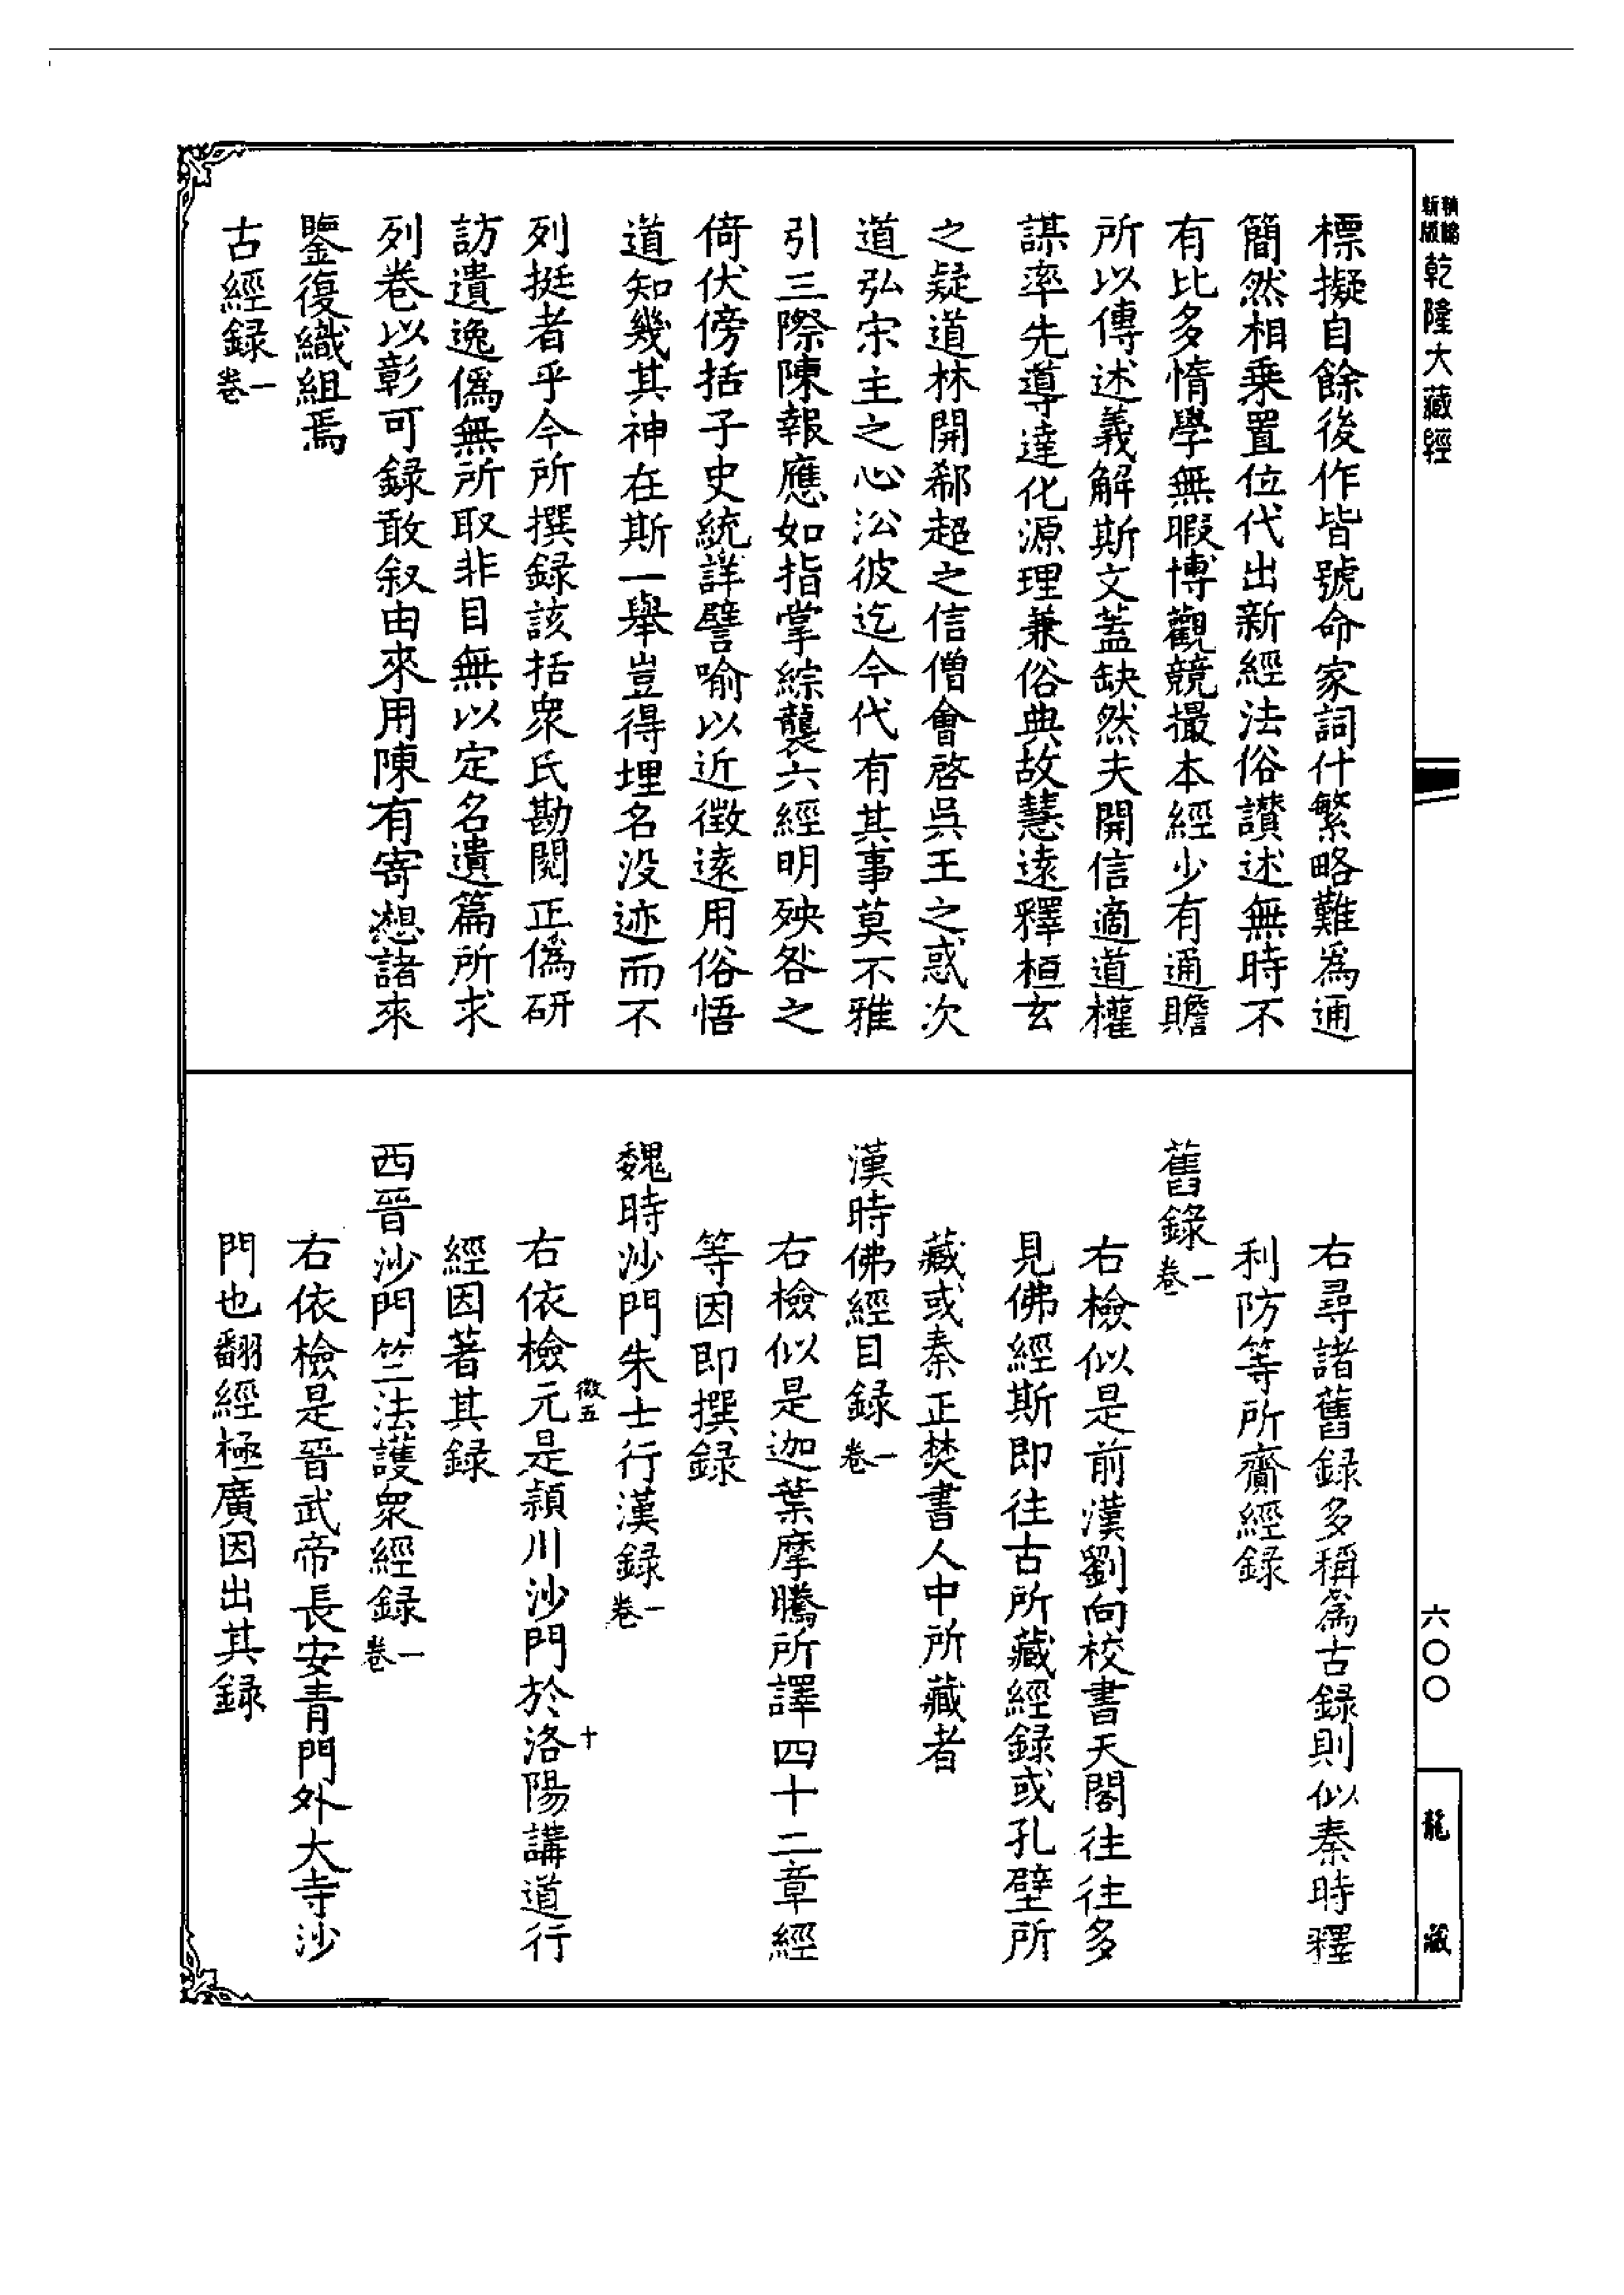 新版 精縮 乾隆大藏經
標擬自餘後作皆號命家詞什繁略難爲通
簡然相乘置位代出新經法俗讃述無時不
有比多惰學無暇博觀競撮本經少有通贍
所以傳述義解斯文蓋缺然夫開信適道權
謀率先導達化源理兼俗典故慧遠釋桓玄
之疑道林開郗超之信僧會啓吳王之惑次
道弘宋主之心㳂彼迄今代有其事莫不雅
引三際陳報應如指掌綜襲六經明殃咎之
倚伏傍括子史統詳譬喻以近徵遠用俗悟
道知幾其神在斯一舉豈得埋名没迹而不
列挺者乎今所撰録該括衆氏勘閱正僞研
訪遺逸僞無所取非目無以定名遺篇所求
列卷以彰可録敢叙由來用陳有寄想諸來
鑒復織組焉
古經録一卷
右尋諸舊録多稱爲古録則似秦時釋
利防等所齎經録
舊録一卷
右檢似是前漢劉向校書天閣往往多
見佛經斯即往古所藏經録或孔壁所
藏或秦正焚書人中所藏者
漢時佛經目録一卷
右檢似是迦葉摩騰所譯四十二章經
等因即撰録
魏時沙門朱士行漢録一卷
徵五
十
右依檢元是穎川沙門於洛陽講道行
經因著其録
西晉沙門竺法護衆經録一卷
右依檢是晉武帝長安青門外大寺沙
門也翻經極廣因出其録
六〇〇
龍藏